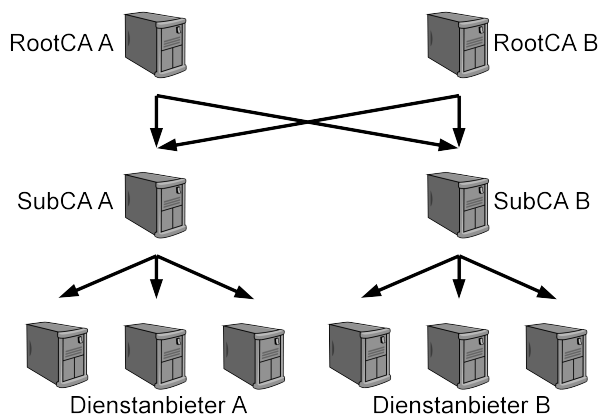 RootCA A
RootCA B
SubCA A
SubCA B
Dienstanbieter A
Dienstanbieter B